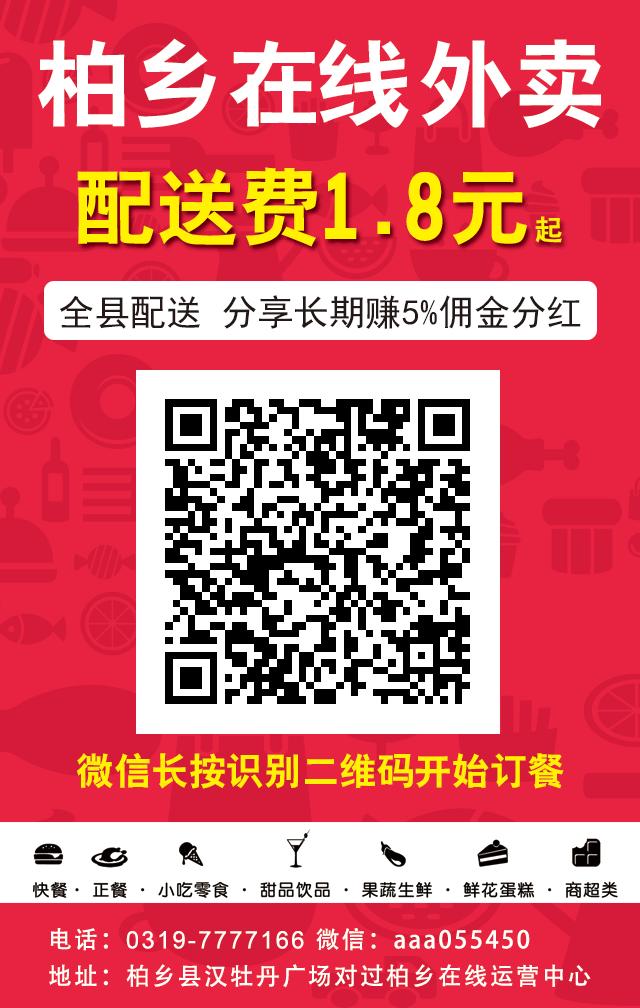 柏乡在线外卖
配送费1.8元起
全县配送 分享长期赚5%佣金分红
微信长按识别二维码开始订餐
快餐· 正餐 · 小吃零食 · 甜品饮品 · 果蔬生鲜 · 鲜花蛋糕 · 商超类
电话：0319-7777166 微信：aaa055450
地址：柏乡县汉牡丹广场对过柏乡在线运营中心